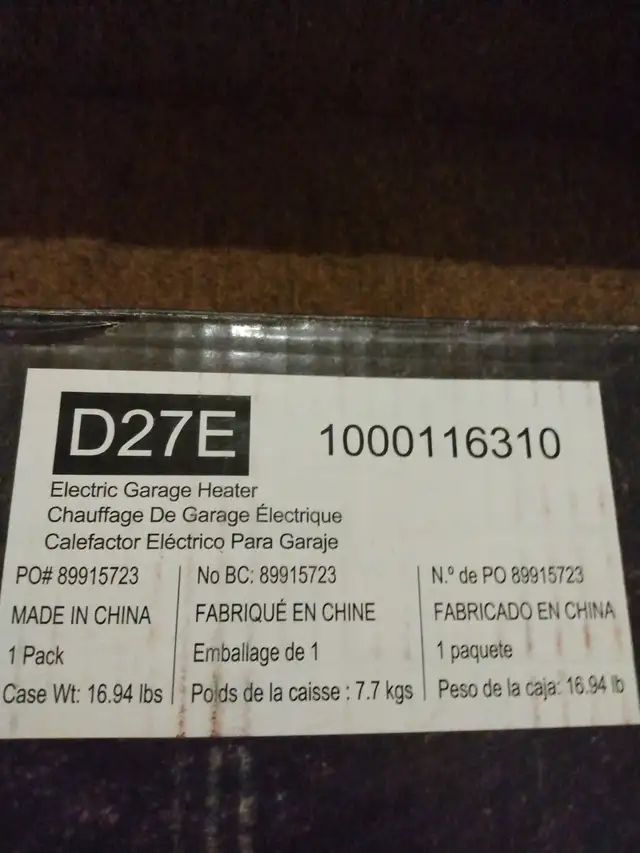 D27E 1000116310
Electric Garage Heater
Chauffage De Garage Électrique
Calefactor Eléctrico Para Garaje
PO# 89915723
MADE IN CHINA
1 Pack
Case Wt: 16.94 lbs
No BC: 89915723
FABRIQUÉ EN CHINE
Emballage de 1
Poids de la caisse : 7.7 kgs
N.º de PO 89915723
FABRICADO EN CHINA
1 paquete
Peso de la caja: 16.94 lb